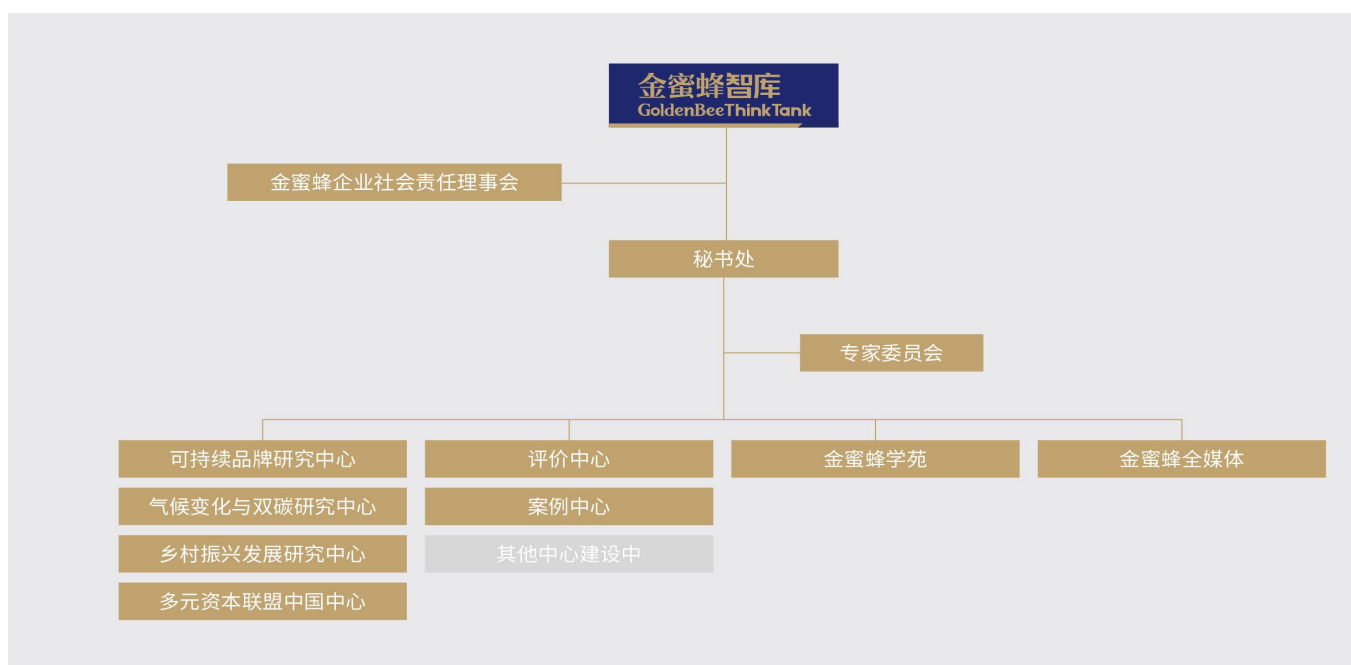 金蜜蜂智库
GoldenBeeThinkTank
金蜜蜂企业社会责任理事会
秘书处
专家委员会
可持续品牌研究中心
评价中心
金蜜蜂学苑
金蜜蜂全媒体
气候变化与双碳研究中心
案例中心
乡村振兴发展研究中心
其他中心建设中
多元资本联盟中国中心